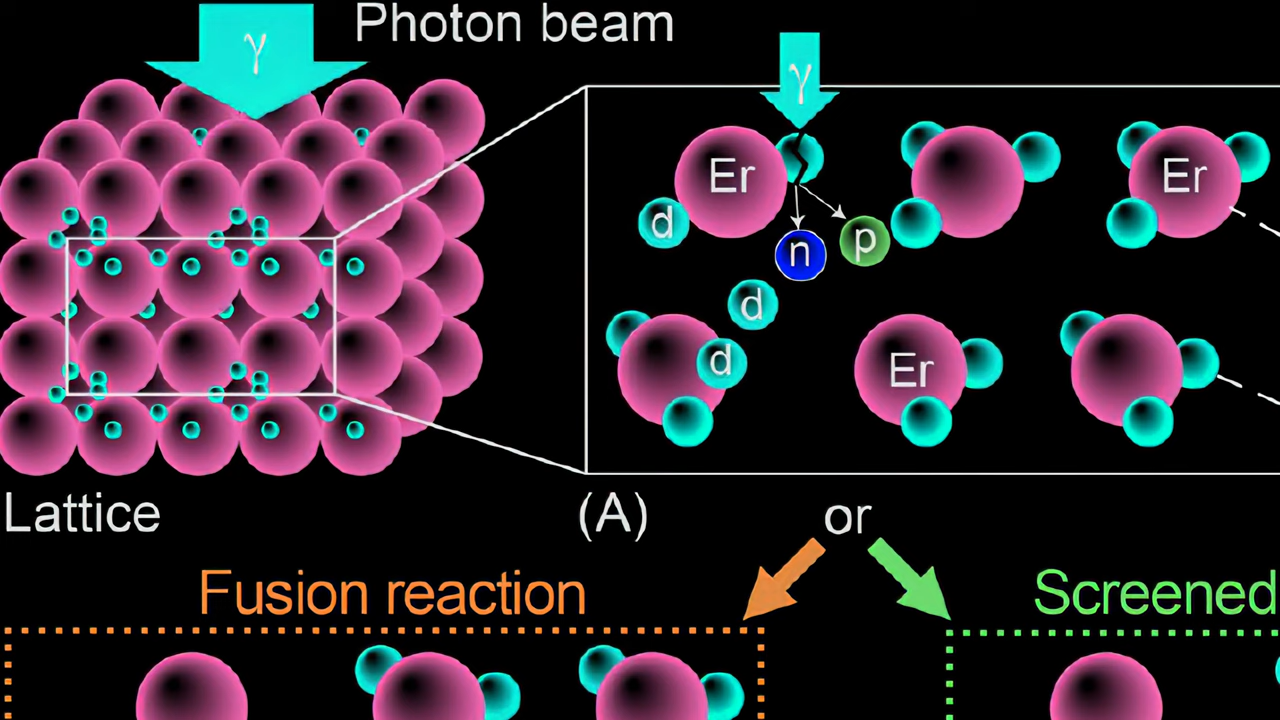 Photon beam
γ
γ
Er
Er
d
n
p
d
d
Er
Lattice
(A)
or
Fusion reaction
Screened